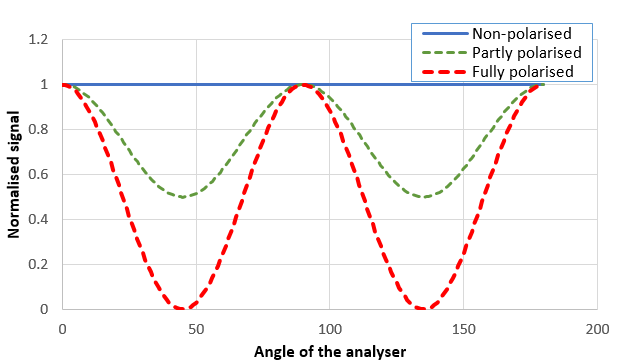 Non-polarised
Partly polarised
Fully polarised
1.2
1
0.8
0.6
0.4
0.2
0
Normalised signal
0 50 100 150 200
Angle of the analyser